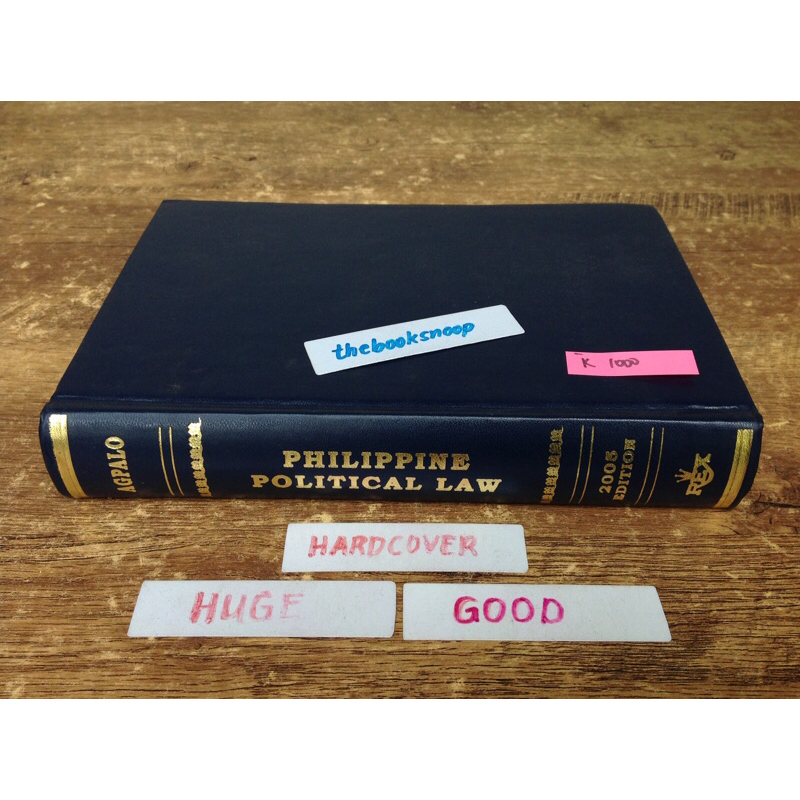 thebooksnoop
K 1000
AGPALO
PHILIPPINE
POLITICAL LAW
2005
EDITION
REX
HARDCOVER
HUGE
GOOD